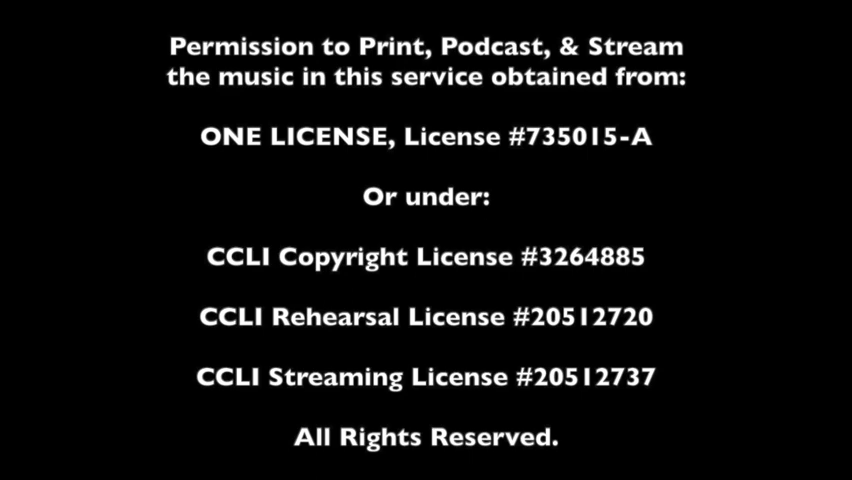 Permission to Print, Podcast, & Stream
the music in this service obtained from:
ONE LICENSE, License #735015-A
Or under:
CCLI Copyright License #3264885
CCLI Rehearsal License #20512720
CCLI Streaming License #20512737
All Rights Reserved.